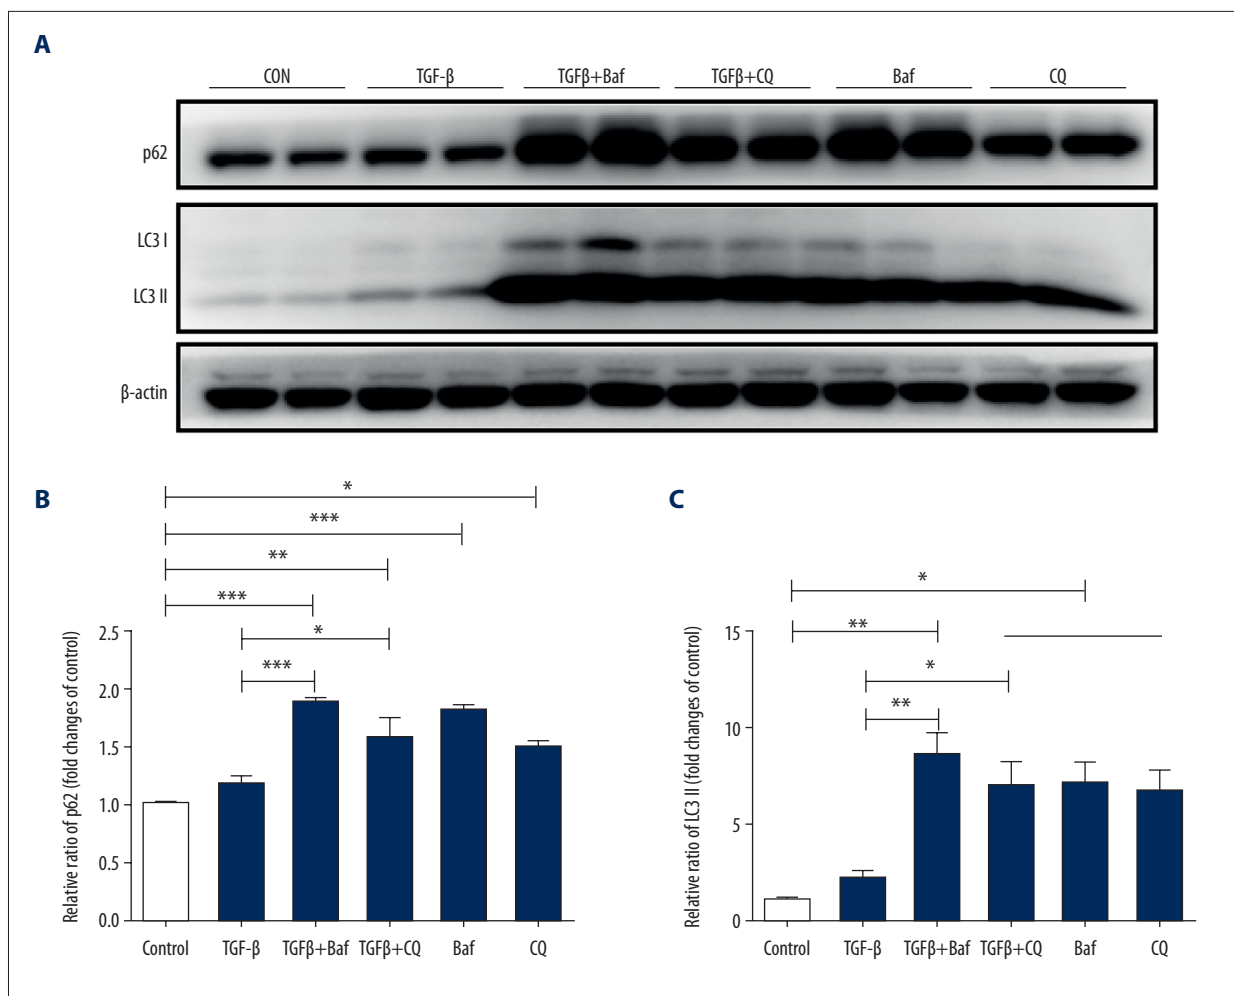 A
CON TGF-β TGFβ+Baf TGFβ+CQ Baf CQ
p62
LC3 I
LC3 II
β-actin
B
*
***
**
***
*
***
Relative ratio of p62 (fold changes of control)
2.5
2.0
1.5
1.0
0.5
0.0
Control TGF-β TGFβ+Baf TGFβ+CQ Baf CQ
C
*
**
*
**
Relative ratio of LC3 II (fold changes of control)
15
10
5
0
Control TGF-β TGFβ+Baf TGFβ+CQ Baf CQ